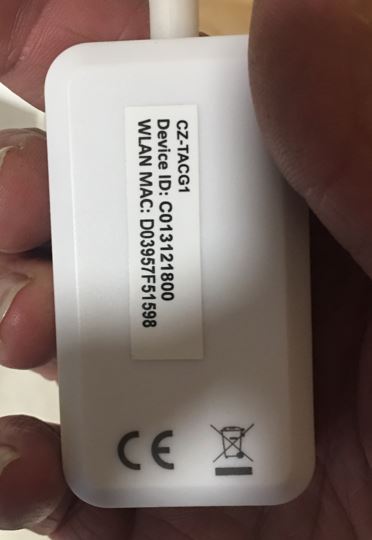 CZ-TACG1
Device ID: C013121800
WLAN MAC: D03957F51598
CE